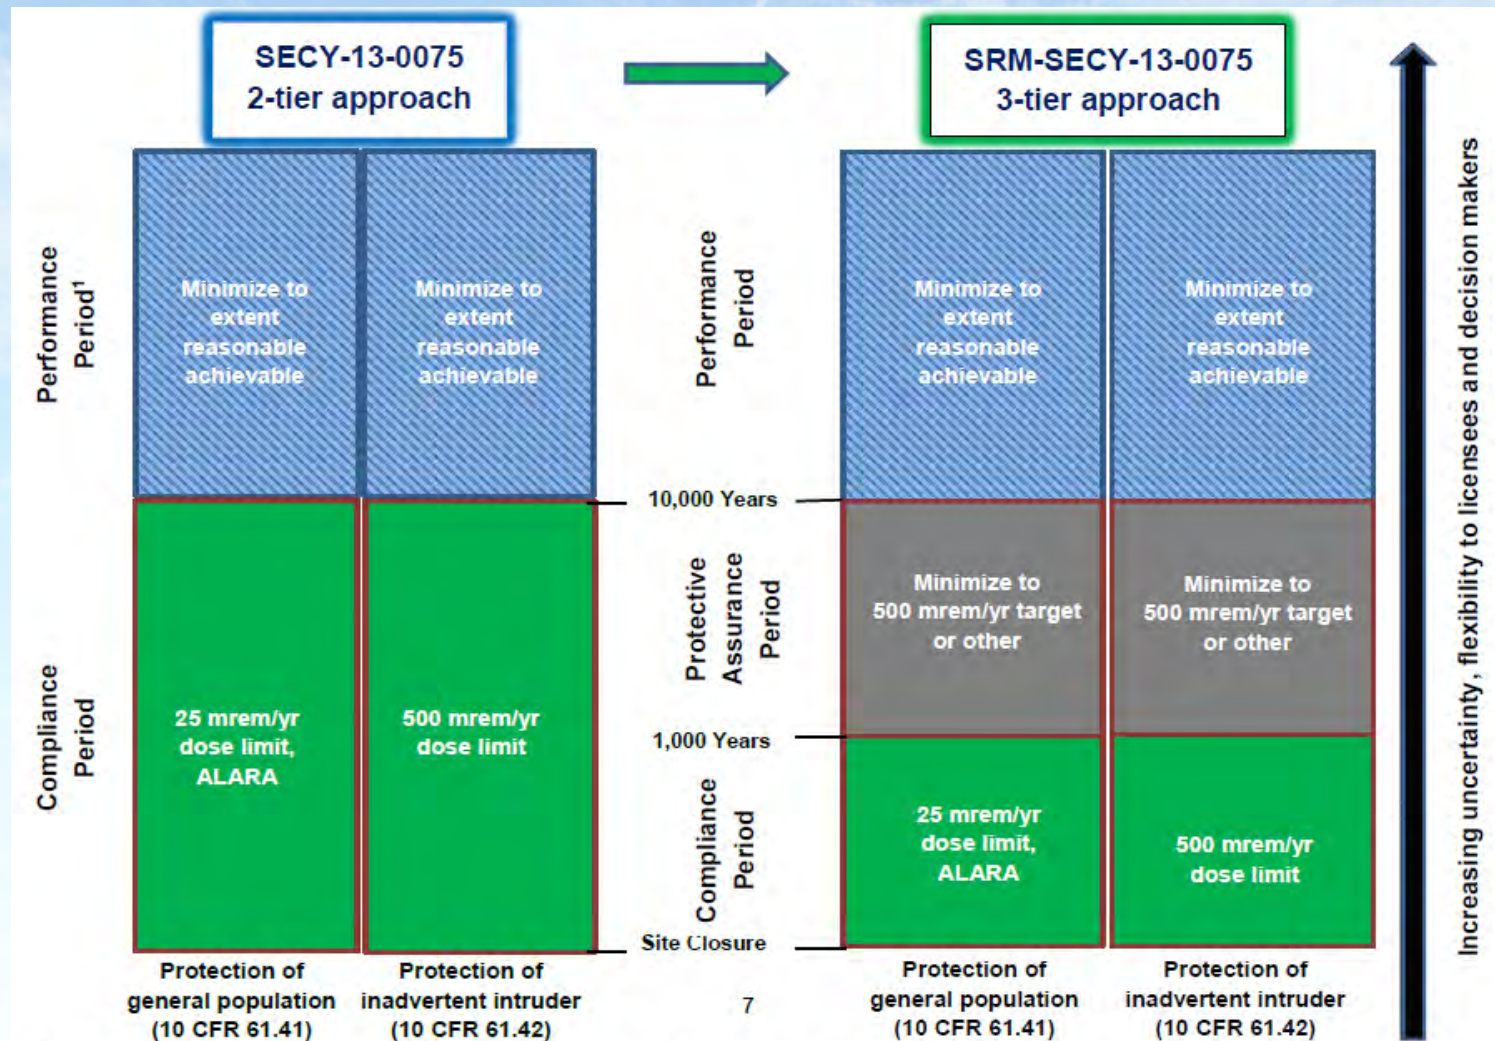 SECY-13-0075
2-tier approach
SRM-SECY-13-0075
3-tier approach
Performance
Period¹
Minimize to
extent
reasonable
achievable
Minimize to
extent
reasonable
achievable
Performance
Period
Minimize to
extent
reasonable
achievable
Minimize to
extent
reasonable
achievable
10,000 Years
Compliance
Period
25 mrem/yr
dose limit,
ALARA
500 mrem/yr
dose limit
Protective
Assurance
Period
Minimize to
500 mrem/yr target
or other
Minimize to
500 mrem/yr target
or other
1,000 Years
Compliance
Period
25 mrem/yr
dose limit,
ALARA
500 mrem/yr
dose limit
Site Closure
Protection of
general population
(10 CFR 61.41)
Protection of
inadvertent intruder
(10 CFR 61.42)
7
Protection of
general population
(10 CFR 61.41)
Protection of
inadvertent intruder
(10 CFR 61.42)
Increasing uncertainty, flexibility to licensees and decision makers